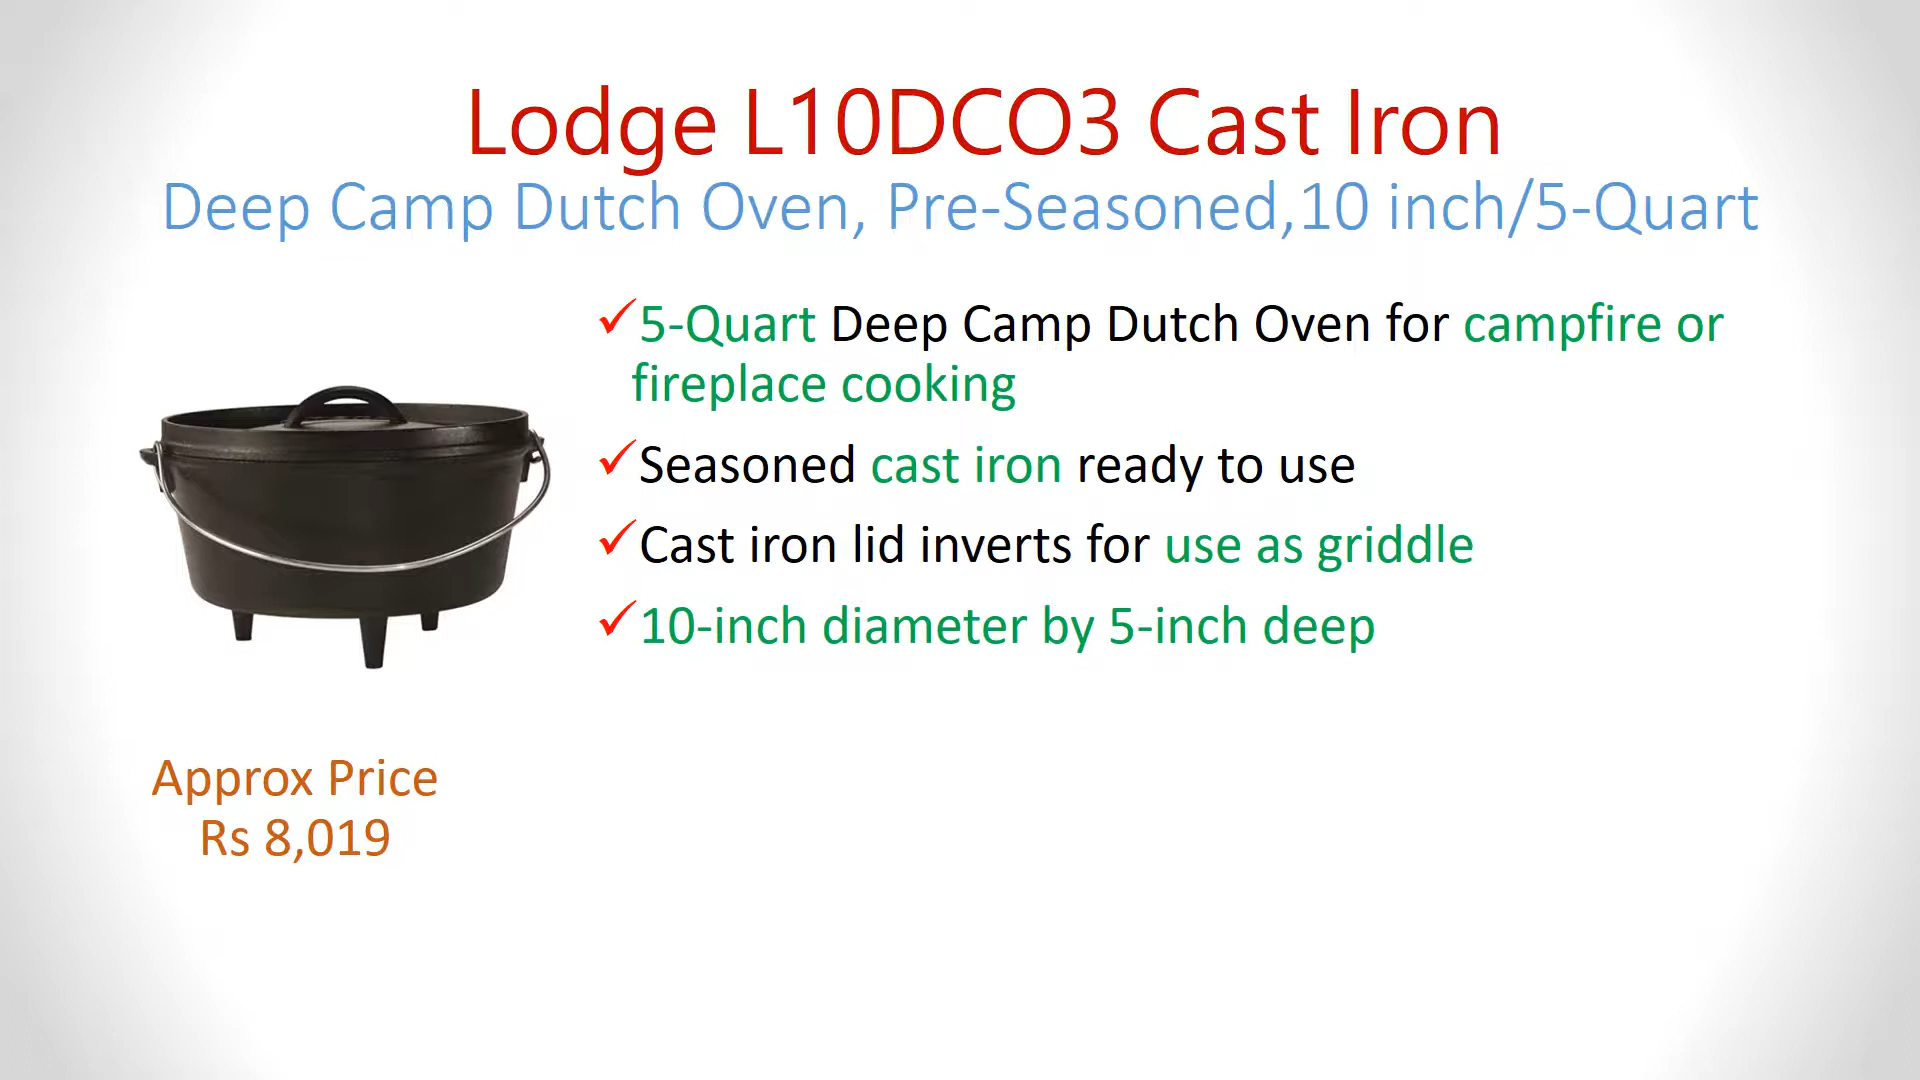 Lodge L10DCO3 Cast Iron
Deep Camp Dutch Oven, Pre-Seasoned,10 inch/5-Quart
✓5-Quart Deep Camp Dutch Oven for campfire or
fireplace cooking
✓Seasoned cast iron ready to use
✓Cast iron lid inverts for use as griddle
✓10-inch diameter by 5-inch deep
Approx Price
Rs 8,019